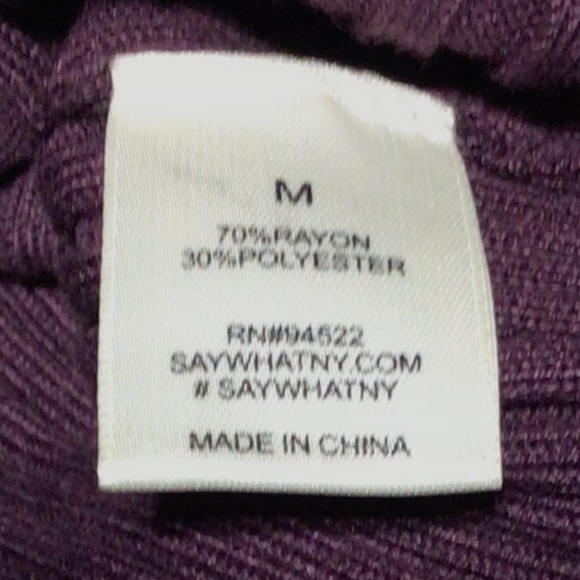 M
70%RAYON
30%POLYESTER
RN#94522
SAYWHATNY.COM
# SAYWHATNY
MADE IN CHINA